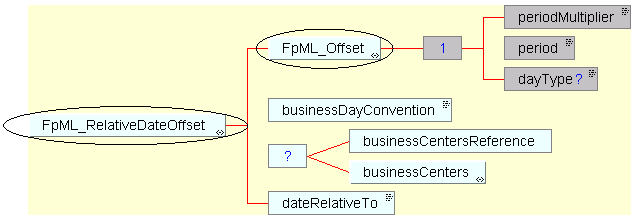 periodMultiplier
FpML_Offset
1
period
dayType?
businessDayConvention
FpML_RelativeDateOffset
businessCentersReference
?
businessCenters
dateRelativeTo